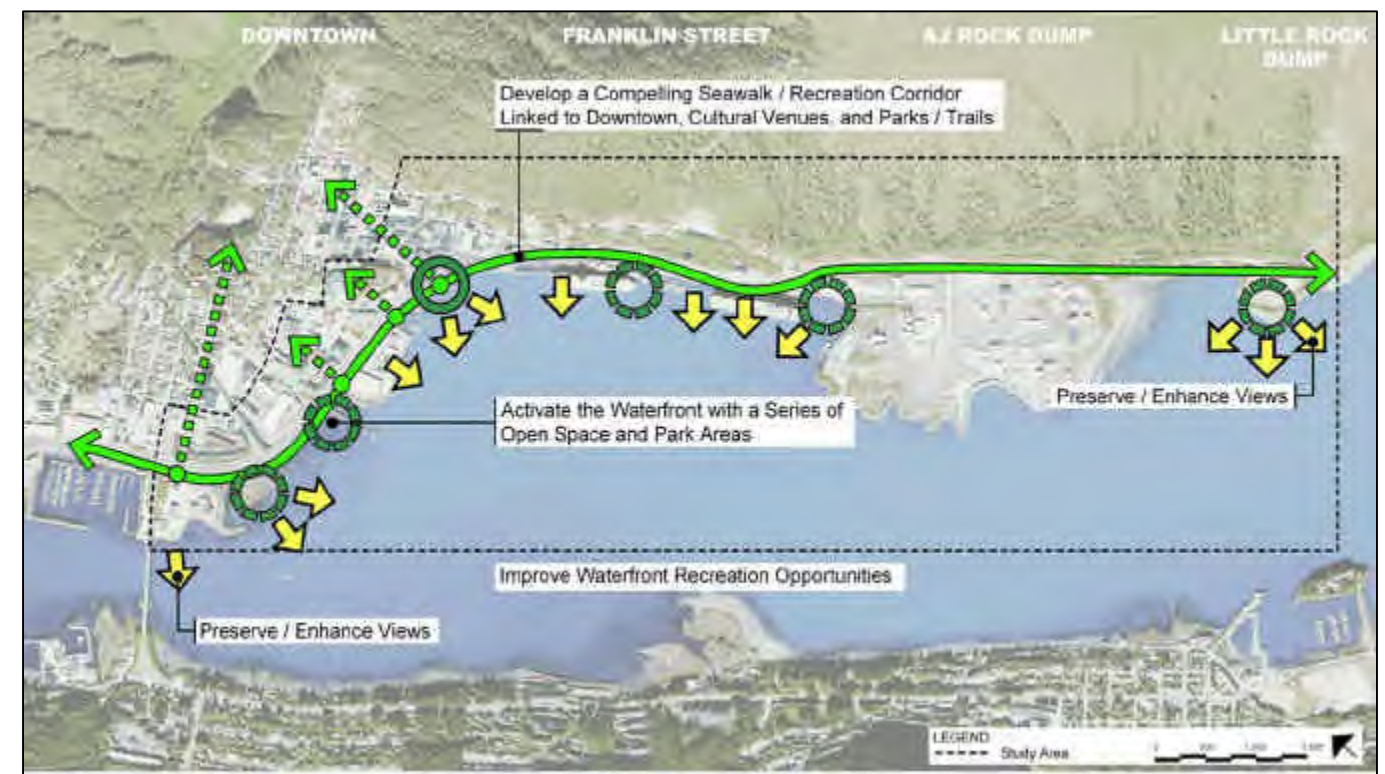 DOWNTOWN
FRANKLIN STREET
AJ ROCK DUMP
LITTLE ROCK
DUMP
Develop a Compelling Seawalk / Recreation Corridor
Linked to Downtown, Cultural Venues, and Parks / Trails
Preserve / Enhance Views
Activate the Waterfront with a Series of
Open Space and Park Areas
Improve Waterfront Recreation Opportunities
Preserve / Enhance Views
LEGEND
Study Area
0